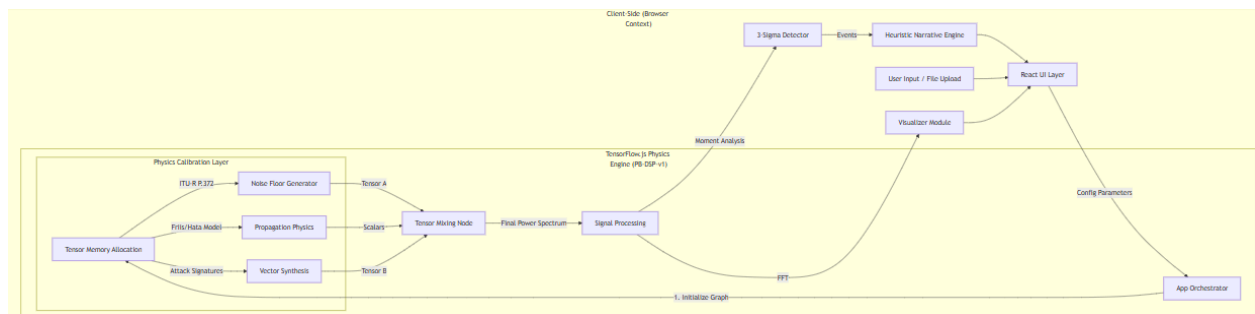 Client-Side (Browser
Context)
3-Sigma Detector
Events
Heuristic Narrative Engine
User Input / File Upload
React UI Layer
Visualizer Module
Moment Analysis
TensorFlow.js Physics
Engine (PB-DSP-v1)
Physics Calibration Layer
ITU-R P.372
Noise Floor Generator
Tensor A
Config Parameters
Friis/Hata Model
Propagation Physics
Scalars
Tensor Mixing Node
Final Power Spectrum
Signal Processing
Tensor Memory Allocation
Attack Signatures
Vector Synthesis
Tensor B
FFT
App Orchestrator
1. Initialize Graph